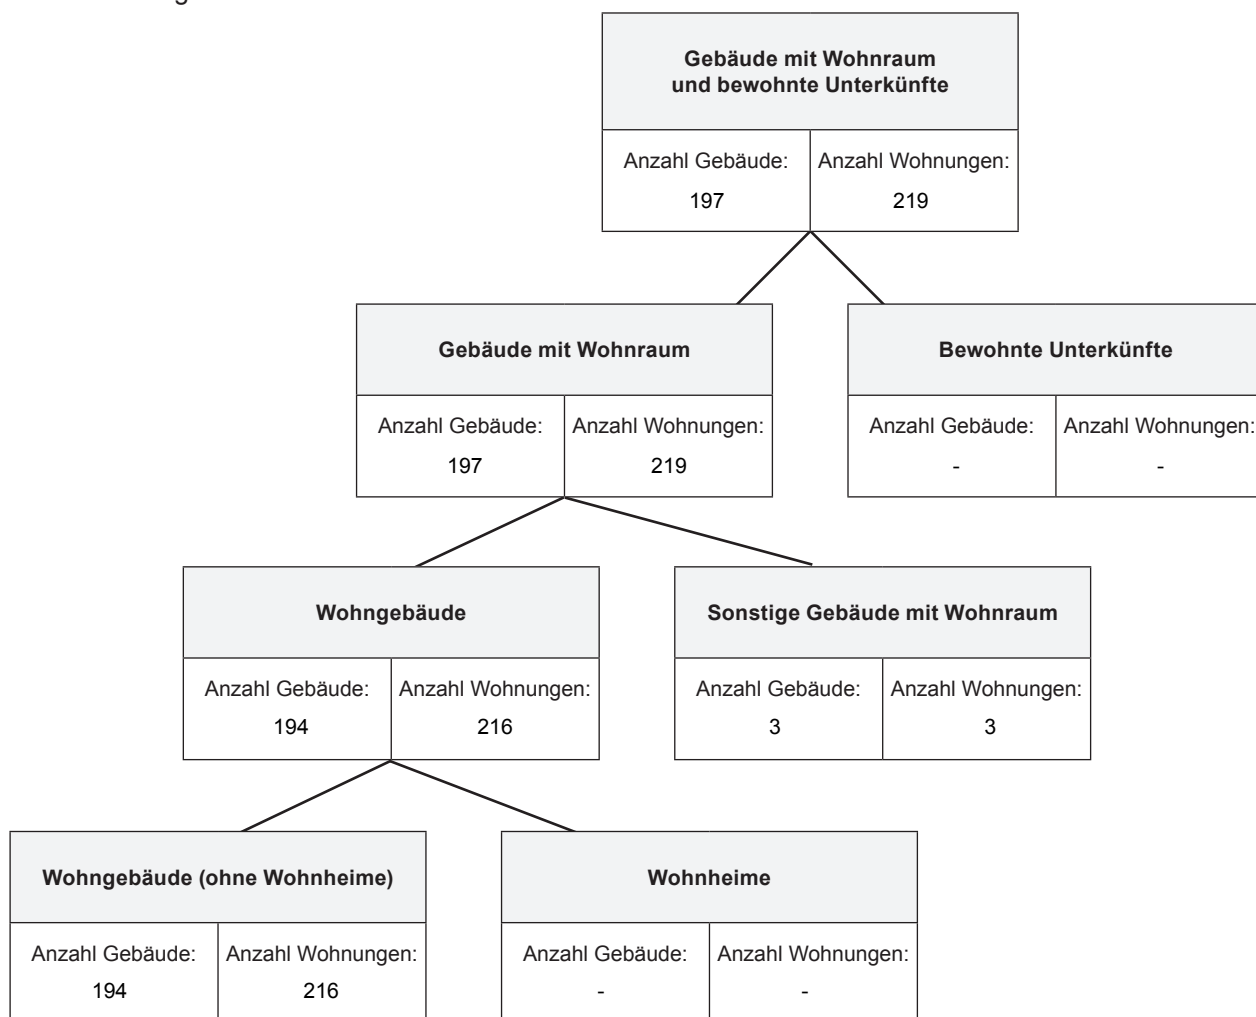 Gebäude mit Wohnraum
und bewohnte Unterkünfte
Anzahl Gebäude:
Anzahl Wohnungen:
197
219
Gebäude mit Wohnraum
Anzahl Gebäude:
Anzahl Wohnungen:
197
219
Bewohnte Unterkünfte
Anzahl Gebäude:
Anzahl Wohnungen:
-
-
Wohngebäude
Anzahl Gebäude:
Anzahl Wohnungen:
194
216
Sonstige Gebäude mit Wohnraum
Anzahl Gebäude:
Anzahl Wohnungen:
3
3
Wohngebäude (ohne Wohnheime)
Anzahl Gebäude:
Anzahl Wohnungen:
194
216
Wohnheime
Anzahl Gebäude:
Anzahl Wohnungen:
-
-